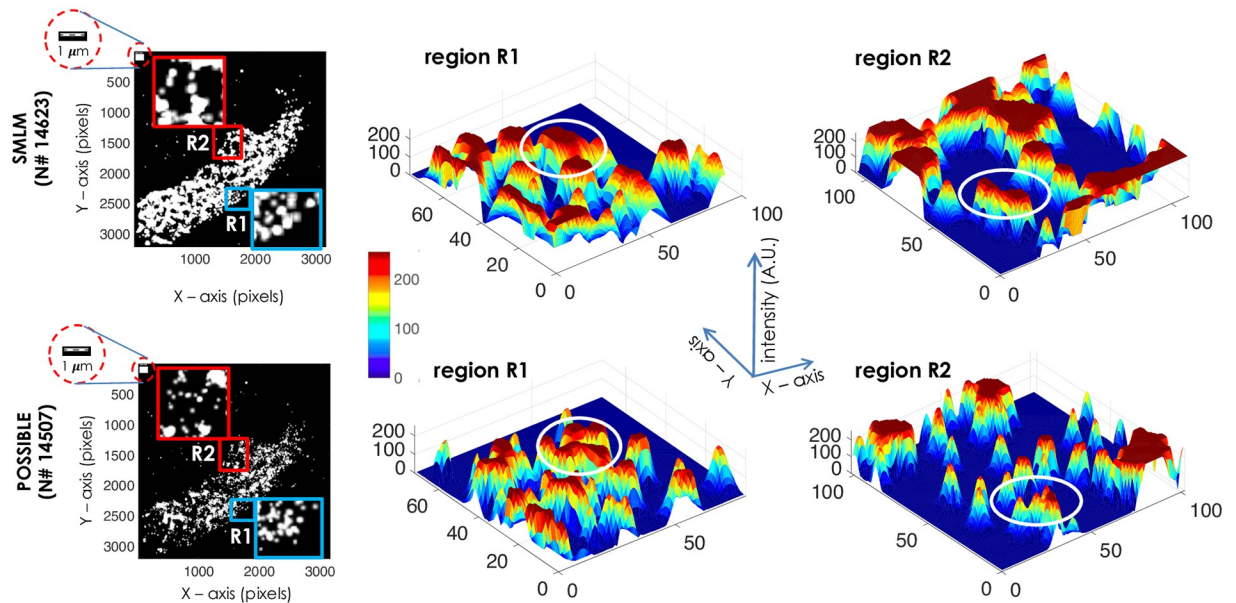 1 μm
SMLM
(N# 14623)
Y – axis (pixels)
500
1000
1500
2000
2500
3000
R2
R1
1000 2000 3000
X – axis (pixels)
region R1
200
100
0
60
40
20
0 0
50
100
region R2
200
100
0
100
50
0 0
50
100
200
100
0
intensity (A.U.)
Y – axis
X – axis
1 μm
POSSIBLE
(N# 14507)
Y – axis (pixels)
500
1000
1500
2000
2500
3000
R2
R1
1000 2000 3000
X – axis (pixels)
region R1
200
100
0
60
40
20
0 0
50
region R2
200
100
0
100
50
0 0
50
100